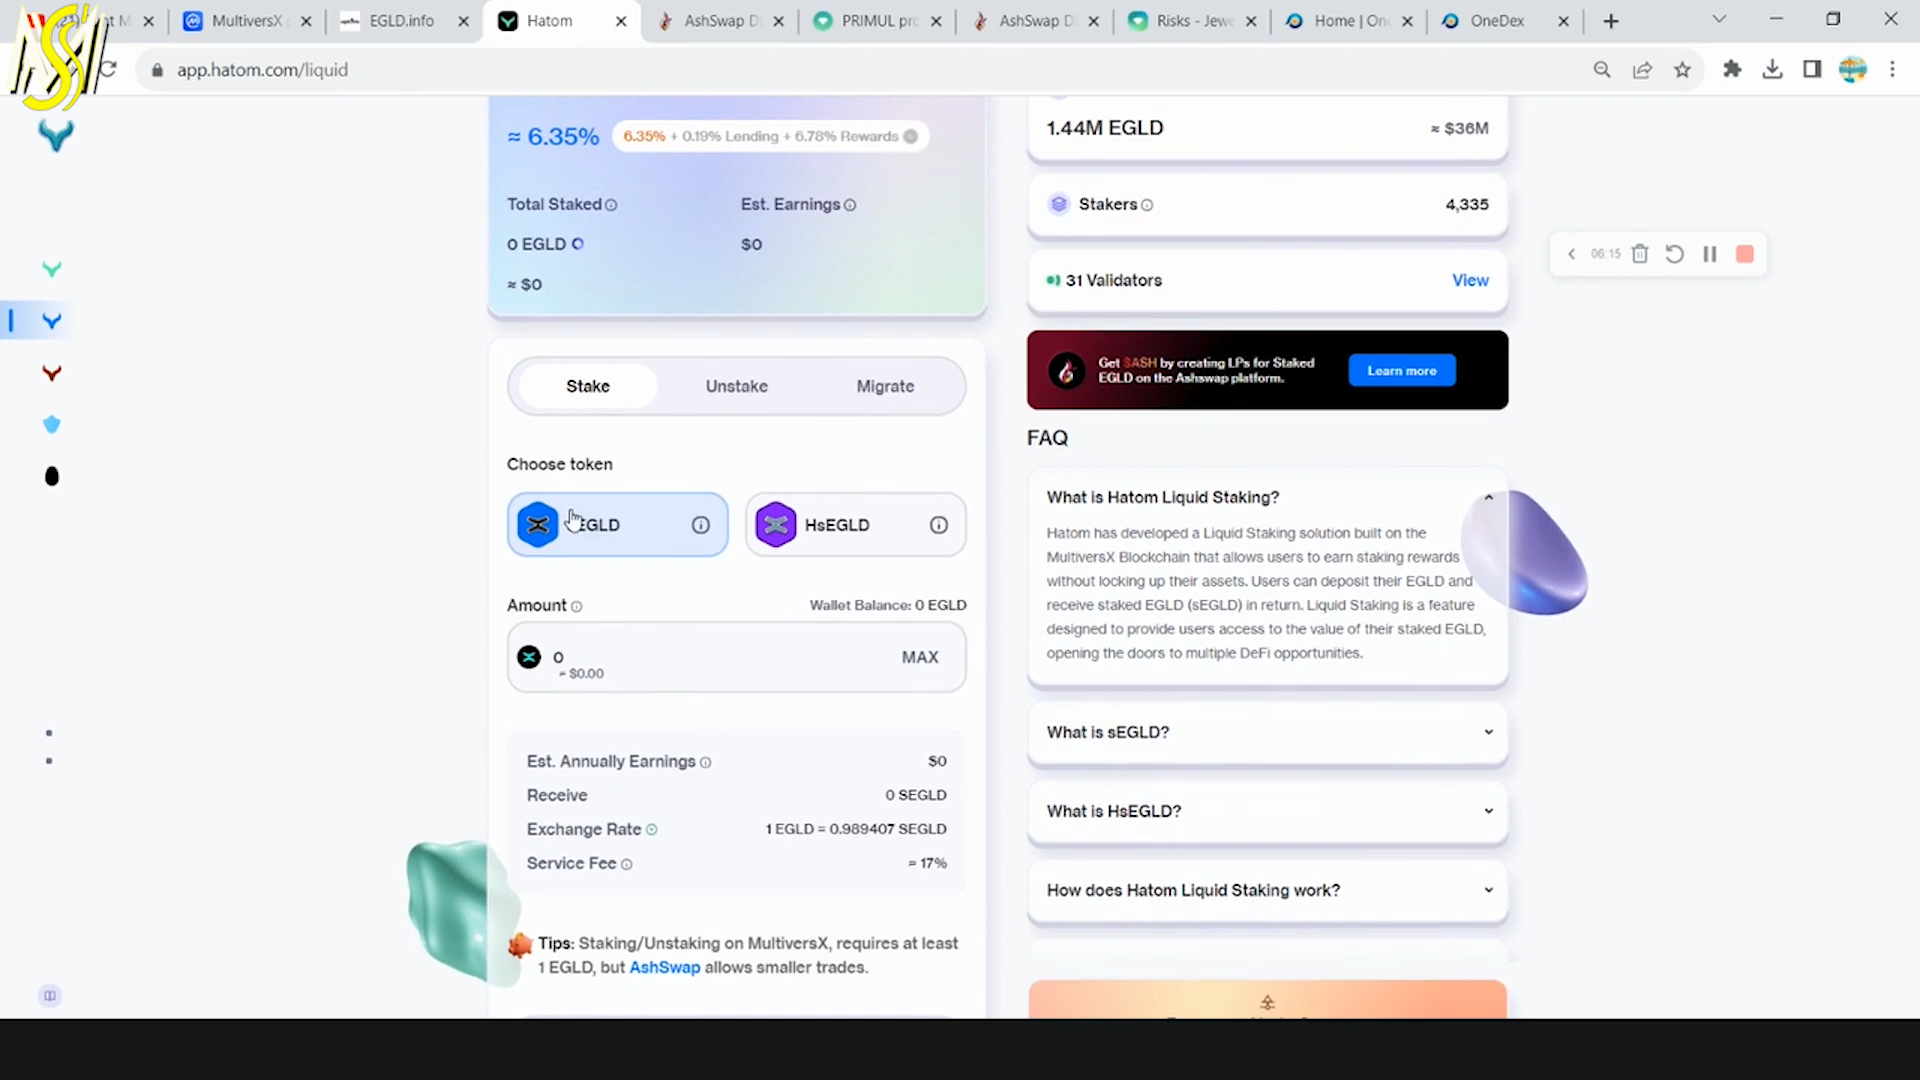 MultiversX
EGLD.info
Hatom
AshSwap D
PRIMUL pro
AshSwap D
Risks - Jewe
Home | One
OneDex
app.hatom.com/liquid
≈ 6.35%
6.35% + 0.19% Lending + 6.78% Rewards
Total Staked
Est. Earnings
0 EGLD
$0
≈ $0
1.44M EGLD
≈ $36M
Stakers
4,335
31 Validators
View
06:15
Get $ASH by creating LPs for Staked
EGLD on the Ashswap platform.
Learn more
Stake
Unstake
Migrate
Choose token
EGLD
HsEGLD
Amount
Wallet Balance: 0 EGLD
0
≈ $0.00
MAX
Est. Annually Earnings
$0
Receive
0 SEGLD
Exchange Rate
1 EGLD = 0.989407 SEGLD
Service Fee
≈ 17%
Tips: Staking/Unstaking on MultiversX, requires at least
1 EGLD, but AshSwap allows smaller trades.
FAQ
What is Hatom Liquid Staking?
Hatom has developed a Liquid Staking solution built on the
MultiversX Blockchain that allows users to earn staking rewards
without locking up their assets. Users can deposit their EGLD and
receive staked EGLD (sEGLD) in return. Liquid Staking is a feature
designed to provide users access to the value of their staked EGLD,
opening the doors to multiple DeFi opportunities.
What is sEGLD?
What is HsEGLD?
How does Hatom Liquid Staking work?